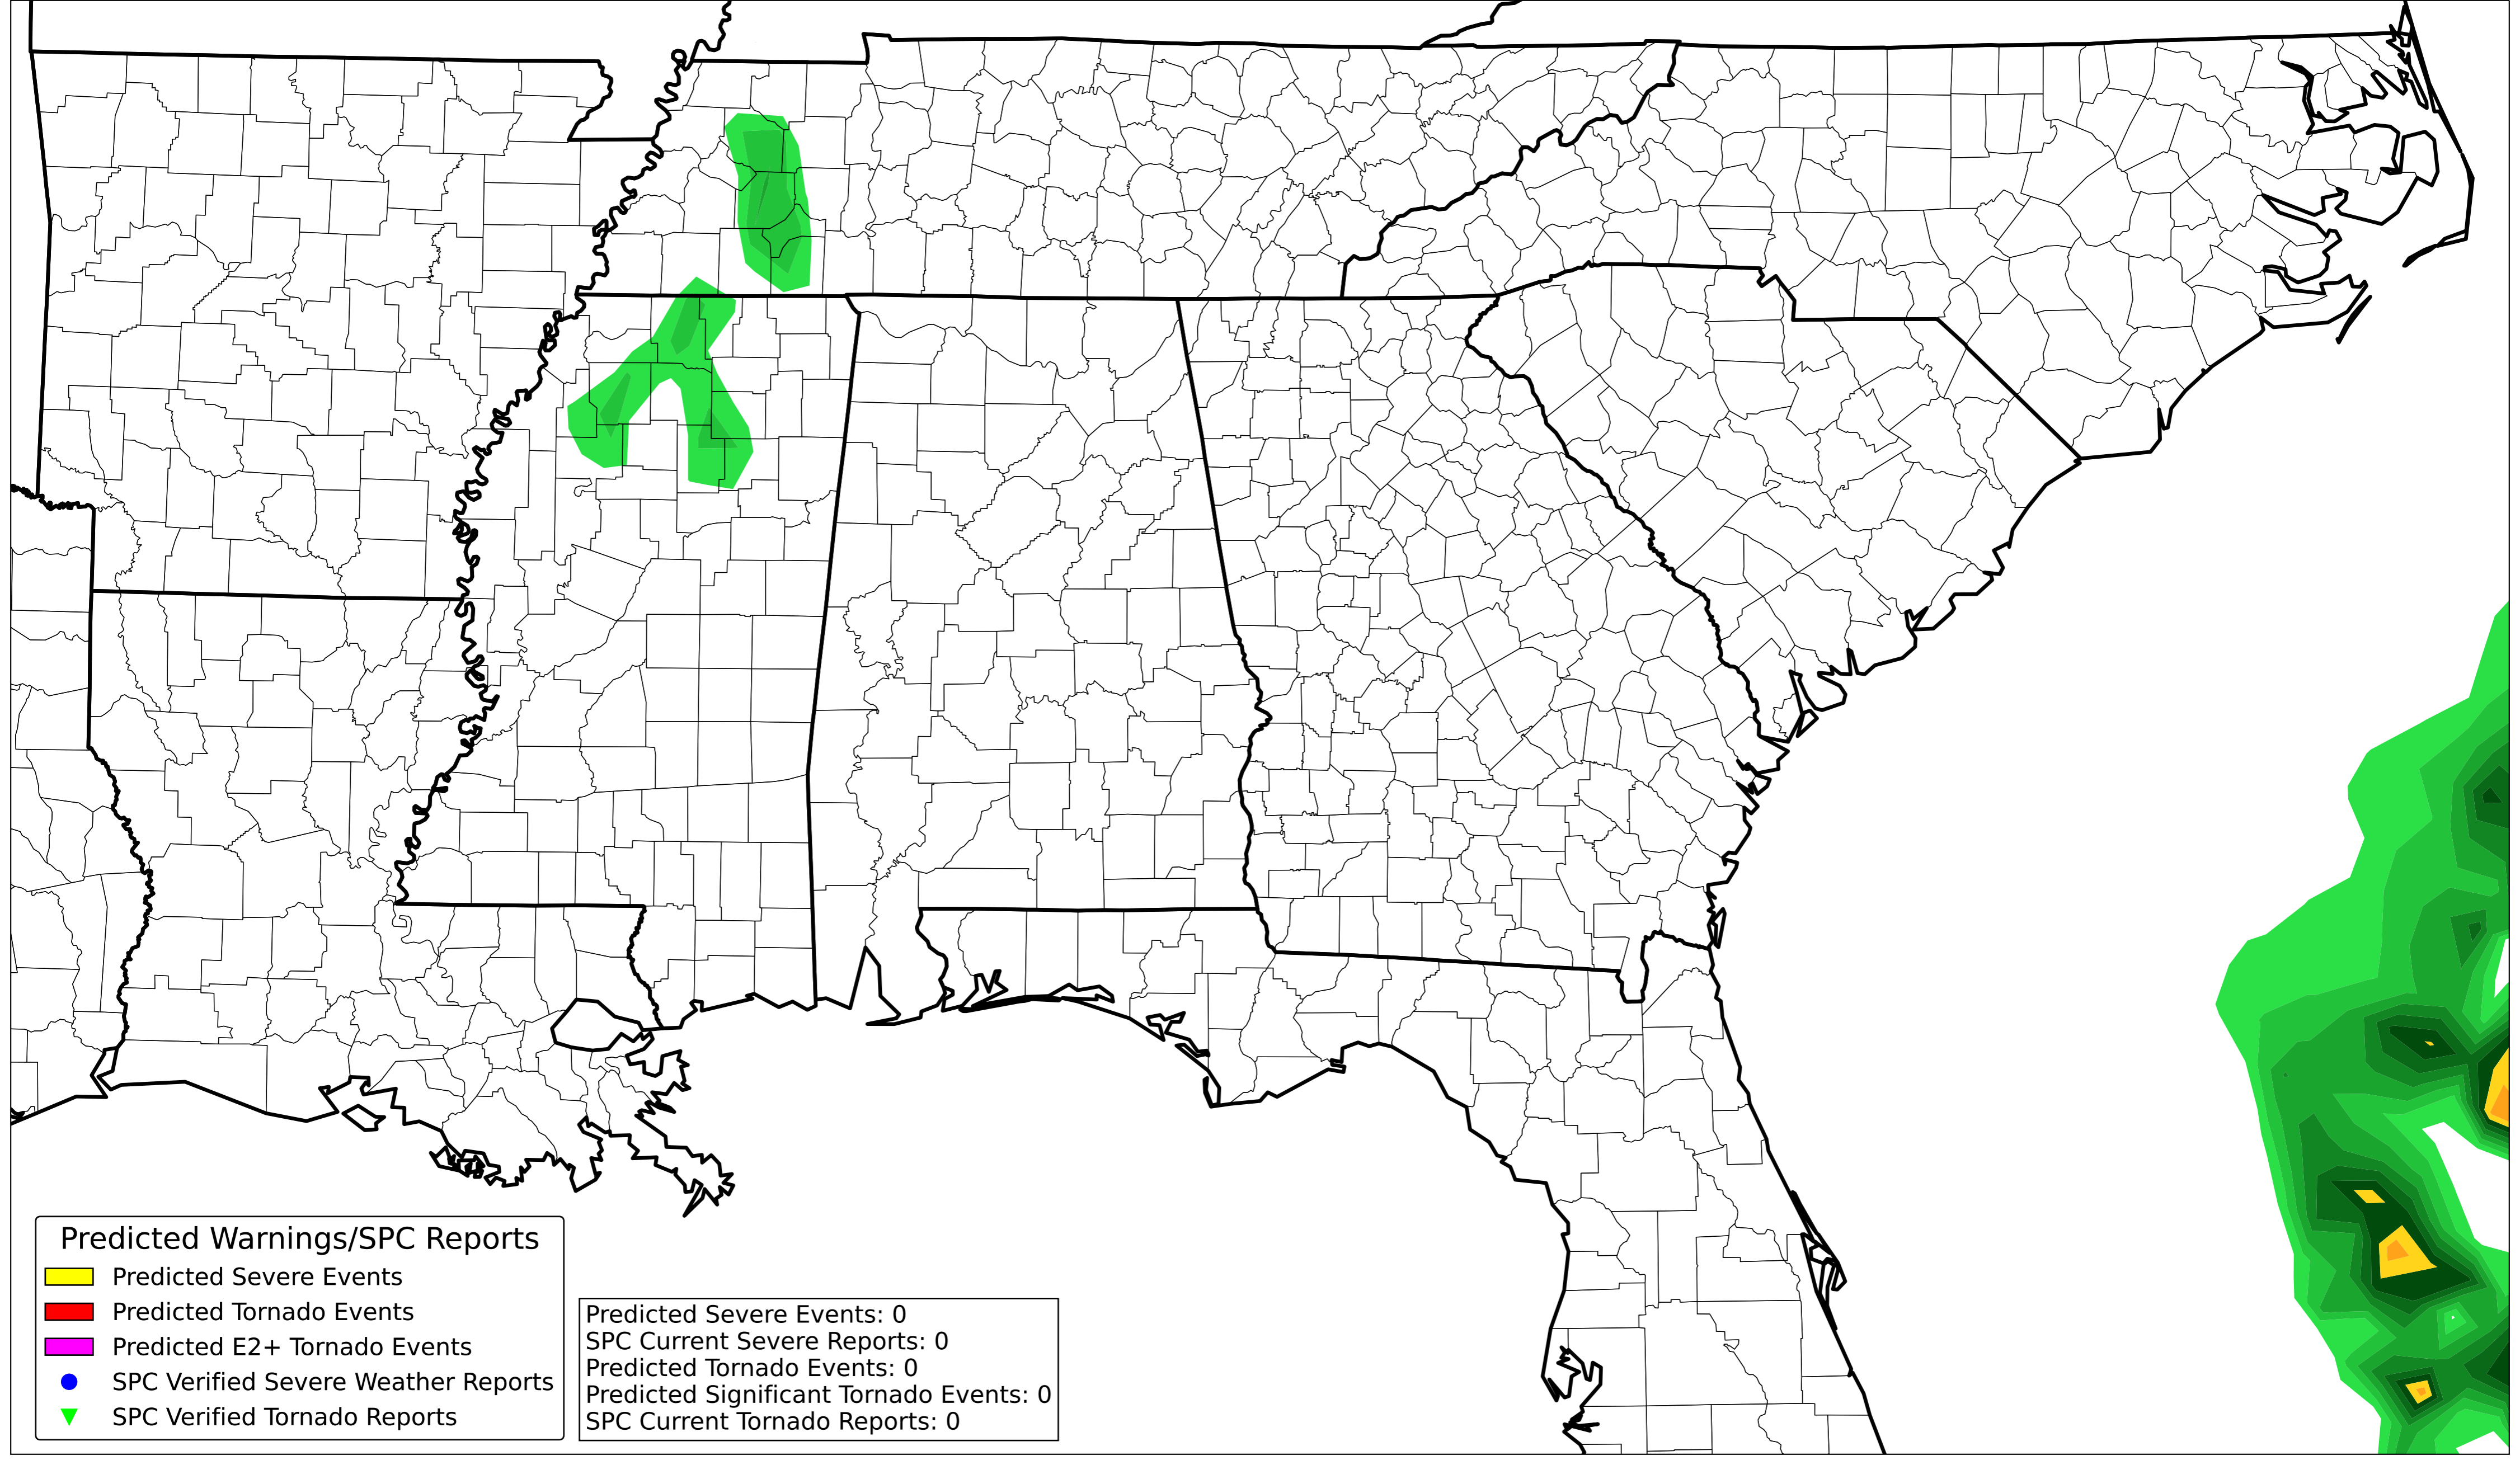 Predicted Warnings/SPC Reports
Predicted Severe Events
Predicted Tornado Events
Predicted E2+ Tornado Events
SPC Verified Severe Weather Reports
SPC Verified Tornado Reports
Predicted Severe Events: 0
SPC Current Severe Reports: 0
Predicted Tornado Events: 0
Predicted Significant Tornado Events: 0
SPC Current Tornado Reports: 0